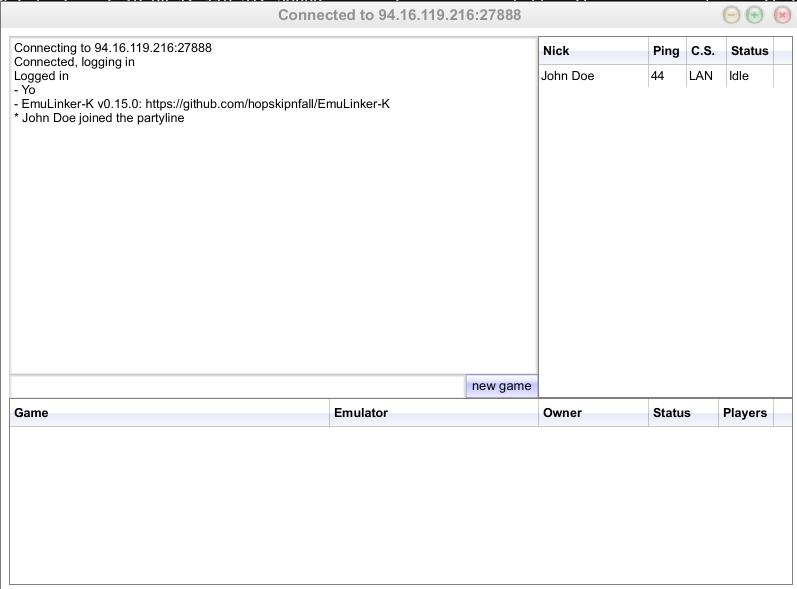 Connected to 94.16.119.216:27888
Connecting to 94.16.119.216:27888
Connected, logging in
Logged in
- Yo
- EmuLinker-K v0.15.0: https://github.com/hopskipnfall/EmuLinker-K
* John Doe joined the partyline
Nick Ping C.S. Status
John Doe 44 LAN Idle
new game
Game Emulator Owner Status Players